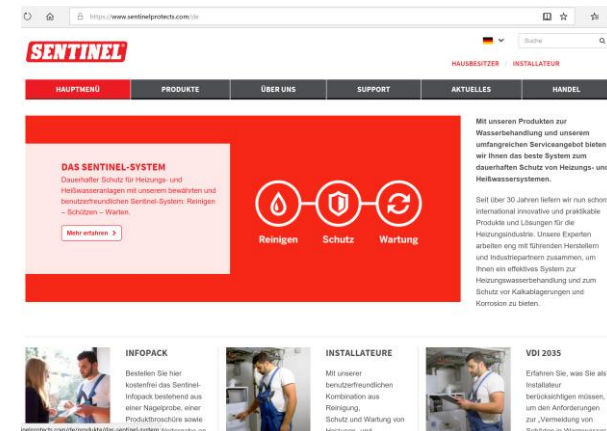 https://www.sentinelprotects.com/de
Suche
SENTINEL
HAUSBESITZER / INSTALLATEUR
HAUPTMENÜ PRODUKTE ÜBER UNS SUPPORT AKTUELLES HANDEL
DAS SENTINEL-SYSTEM
Dauerhafter Schutz für Heizungs- und
Heißwasseranlagen mit unserem bewährten und
benutzerfreundlichen Sentinel-System: Reinigen
– Schützen – Warten.
Mehr erfahren >
Reinigen Schutz Wartung
Mit unseren Produkten zur
Wasserbehandlung und unserem
umfangreichen Serviceangebot bieten
wir Ihnen das beste System zum
dauerhaften Schutz von Heizungs- und
Heißwassersystemen.
Seit über 30 Jahren liefern wir nun schon
international innovative und praktikable
Produkte und Lösungen für die
Heizungsindustrie. Unsere Experten
arbeiten eng mit führenden Herstellern
und Industriepartnern zusammen, um
Ihnen ein effektives System zur
Heizungswasserbehandlung und zum
Schutz vor Kalkablagerungen und
Korrosion zu bieten.
INFOPACK
Bestellen Sie hier
kostenfrei das Sentinel-
Infopack bestehend aus
einer Nagelprobe, einer
Produktbroschüre sowie
INSTALLATEURE
Mit unserer
benutzerfreundlichen
Kombination aus
Reinigung,
Schutz und Wartung von
Heizungs- und
VDI 2035
Erfahren Sie, was Sie als
Installateur
berücksichtigen müssen,
um den Anforderungen
zur „Vermeidung von
Schäden in Warmwasser